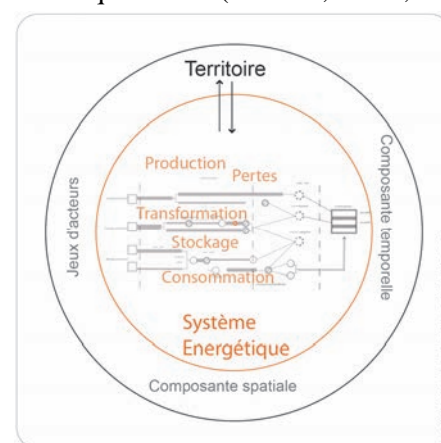 Territoire
Production
Pertes
Transformation
Stockage
Consommation
Système
Energétique
Jeux d'acteurs
Composante temporelle
Composante spatiale